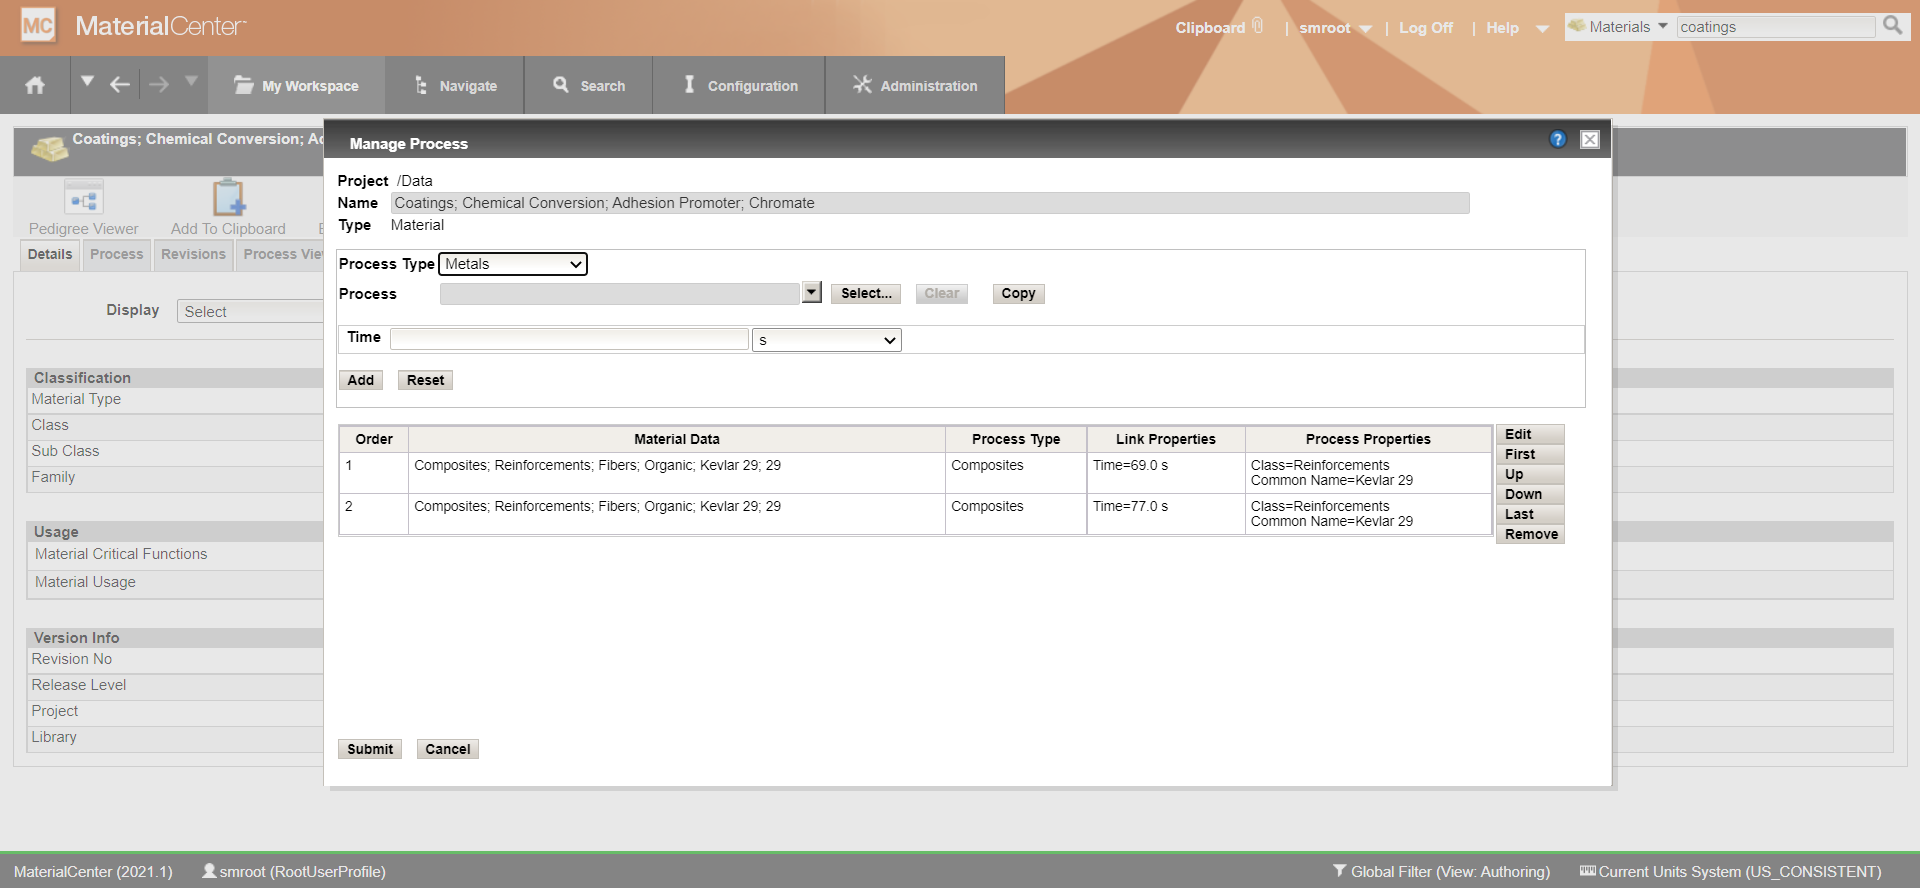 MC MaterialCenter
Clipboard | smroot | Log Off | Help
Materials coatings
My Workspace Navigate Search Configuration Administration
Coatings; Chemical Conversion;
Pedigree Viewer Add To Clipboard
Details Process Revisions Process
Display Select
Classification
Material Type
Class
Sub Class
Family
Usage
Material Critical Functions
Material Usage
Version Info
Revision No
Release Level
Project
Library
Manage Process ?
Project /Data
Name Coatings; Chemical Conversion; Adhesion Promoter; Chromate
Type Material
Process Type Metals
Process Select... Clear Copy
Time s
Add Reset
Order Material Data Process Type Link Properties Process Properties
1 Composites; Reinforcements; Fibers; Organic; Kevlar 29; 29 Composites Time=69.0 s Class=Reinforcements
Common Name=Kevlar 29
2 Composites; Reinforcements; Fibers; Organic; Kevlar 29; 29 Composites Time=77.0 s Class=Reinforcements
Common Name=Kevlar 29
Edit
First
Up
Down
Last
Remove
Submit Cancel
MaterialCenter (2021.1) smroot (RootUserProfile) Global Filter (View: Authoring) Current Units System (US_CONSISTENT)